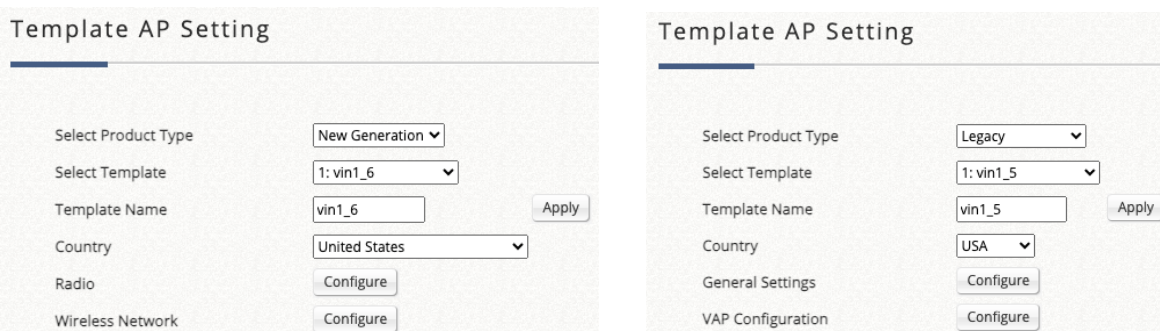 Template AP Setting
Select Product Type New Generation
Select Template 1: vin1_6
Template Name vin1_6 Apply
Country United States
Radio Configure
Wireless Network Configure
Template AP Setting
Select Product Type Legacy
Select Template 1: vin1_5
Template Name vin1_5 Apply
Country USA
General Settings Configure
VAP Configuration Configure